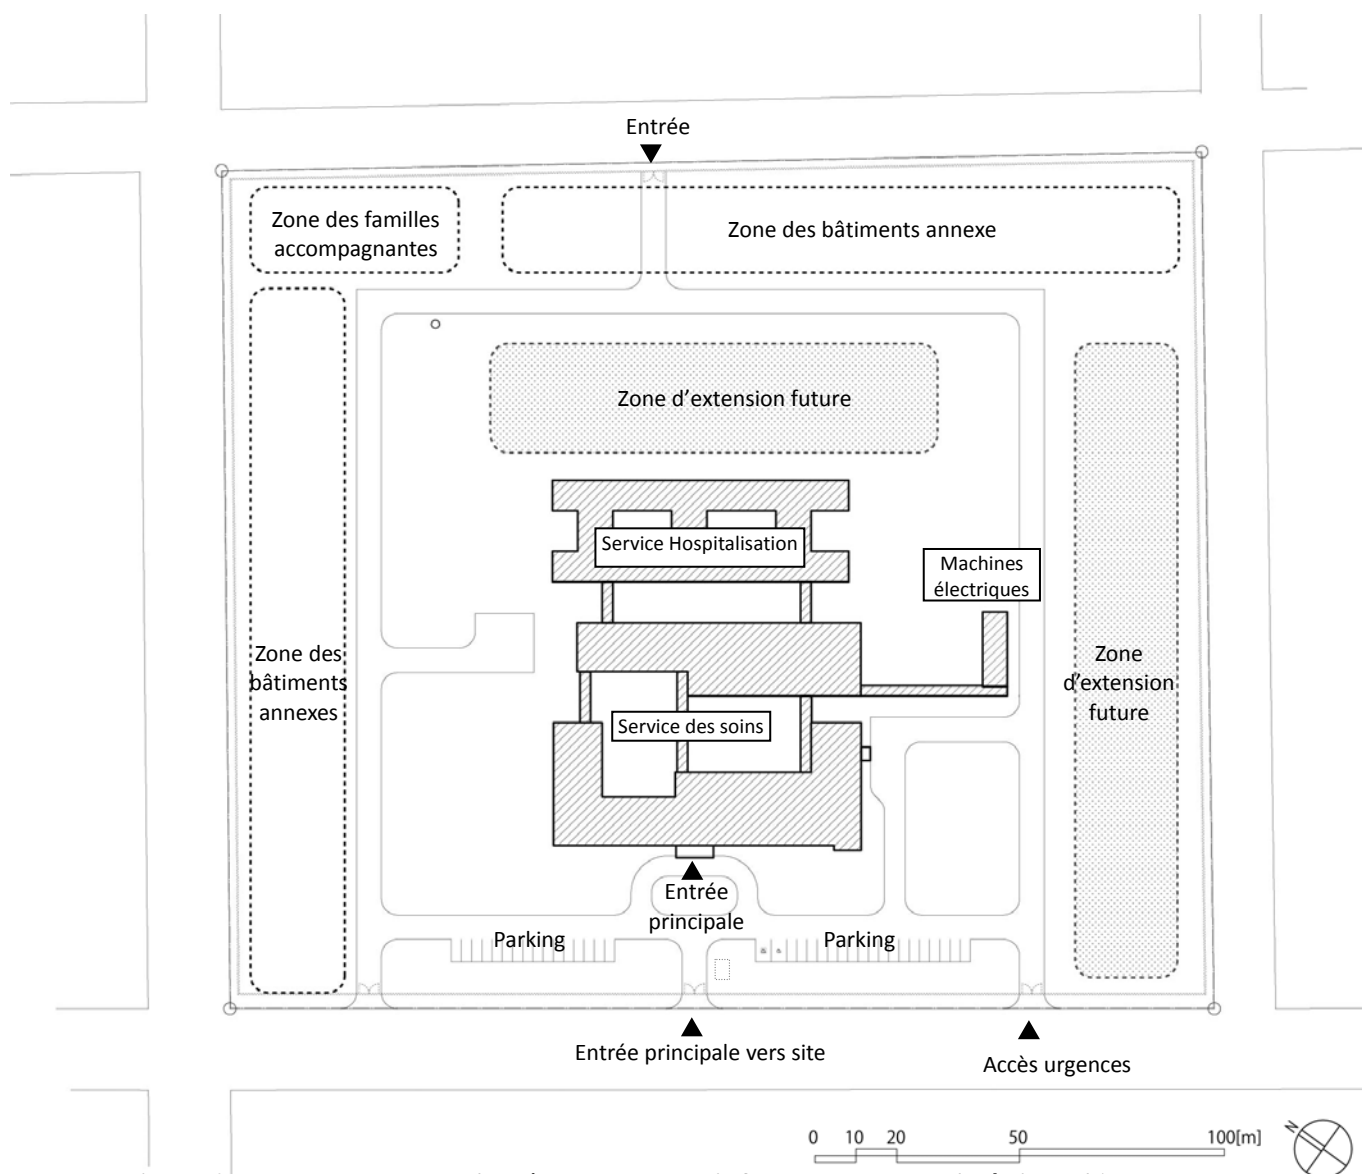 Entrée
Zone des familles
accompagnantes
Zone des bâtiments annexe
Zone d’extension future
Service Hospitalisation
Machines
électriques
Zone des
bâtiments
annexes
Zone
d’extension
future
Service des soins
Entrée
principale
Parking
Parking
Entrée principale vers site
Accès urgences
0 10 20 50 100[m]
N